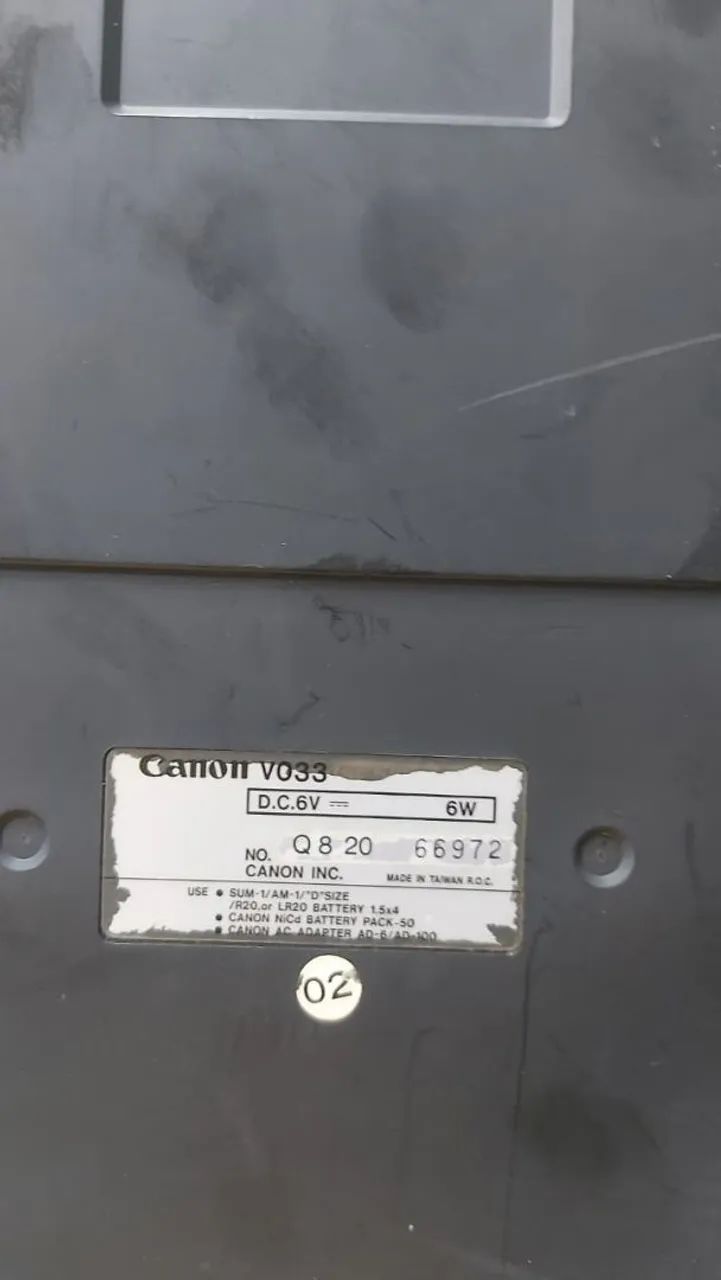 Canon V033
D.C.6V ⎓ 6W
NO. Q 8 20 66972
CANON INC. MADE IN TAIWAN R.O.C.
USE ● SUM-1/AM-1/"D"SIZE
/R20,or LR20 BATTERY 1.5x4
● CANON NiCd BATTERY PACK-50
● CANON AC ADAPTER AD-6/AD-100
02